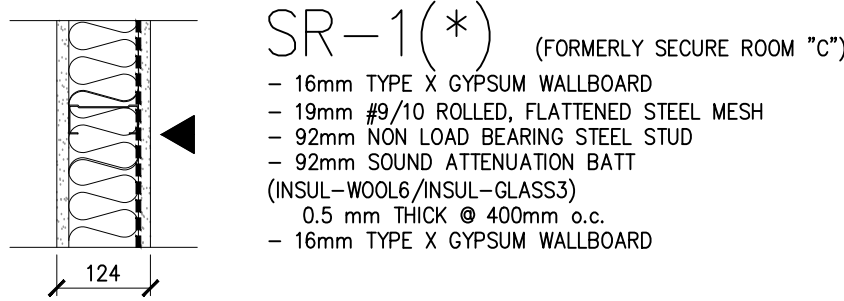 SR-1(*) (FORMERLY SECURE ROOM "C")
- 16mm TYPE X GYPSUM WALLBOARD
- 19mm #9/10 ROLLED, FLATTENED STEEL MESH
- 92mm NON LOAD BEARING STEEL STUD
- 92mm SOUND ATTENUATION BATT
(INSUL-WOOL6/INSUL-GLASS3)
0.5 mm THICK @ 400mm o.c.
- 16mm TYPE X GYPSUM WALLBOARD
124